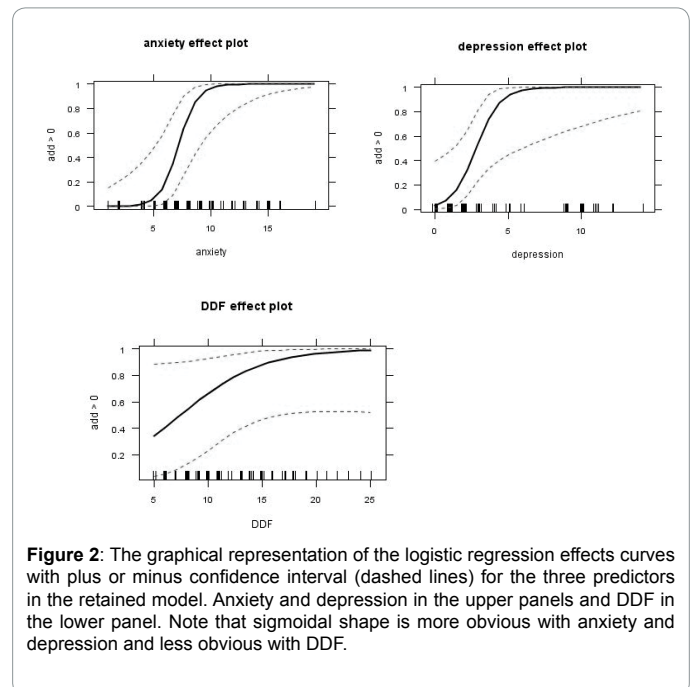 anxiety effect plot
1
0.8
0.6
0.4
0.2
0
add > 0
5
10
15
anxiety
depression effect plot
1
0.8
0.6
0.4
0.2
0
add > 0
0
5
10
depression
DDF effect plot
1
0.8
0.6
0.4
0.2
add > 0
5
10
15
20
25
DDF
Figure 2: The graphical representation of the logistic regression effects curves
with plus or minus confidence interval (dashed lines) for the three predictors
in the retained model. Anxiety and depression in the upper panels and DDF in
the lower panel. Note that sigmoidal shape is more obvious with anxiety and
depression and less obvious with DDF.